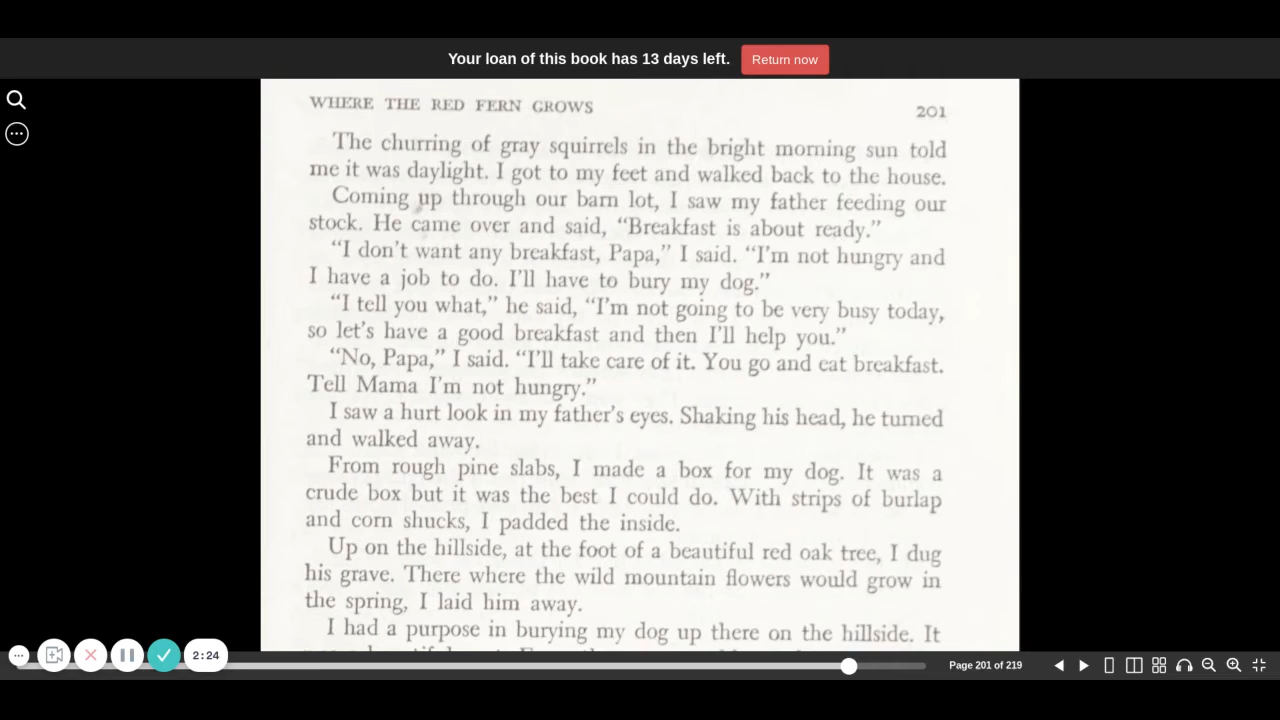 Your loan of this book has 13 days left. Return now
WHERE THE RED FERN GROWS 201
The churring of gray squirrels in the bright morning sun told
me it was daylight. I got to my feet and walked back to the house.
Coming up through our barn lot, I saw my father feeding our
stock. He came over and said, “Breakfast is about ready.”
“I don’t want any breakfast, Papa,” I said. “I’m not hungry and
I have a job to do. I’ll have to bury my dog.”
“I tell you what,” he said, “I’m not going to be very busy today,
so let’s have a good breakfast and then I’ll help you.”
“No, Papa,” I said. “I’ll take care of it. You go and eat breakfast.
Tell Mama I’m not hungry.”
I saw a hurt look in my father’s eyes. Shaking his head, he turned
and walked away.
From rough pine slabs, I made a box for my dog. It was a
crude box but it was the best I could do. With strips of burlap
and corn shucks, I padded the inside.
Up on the hillside, at the foot of a beautiful red oak tree, I dug
his grave. There where the wild mountain flowers would grow in
the spring, I laid him away.
I had a purpose in burying my dog up there on the hillside. It
2:24
Page 201 of 219